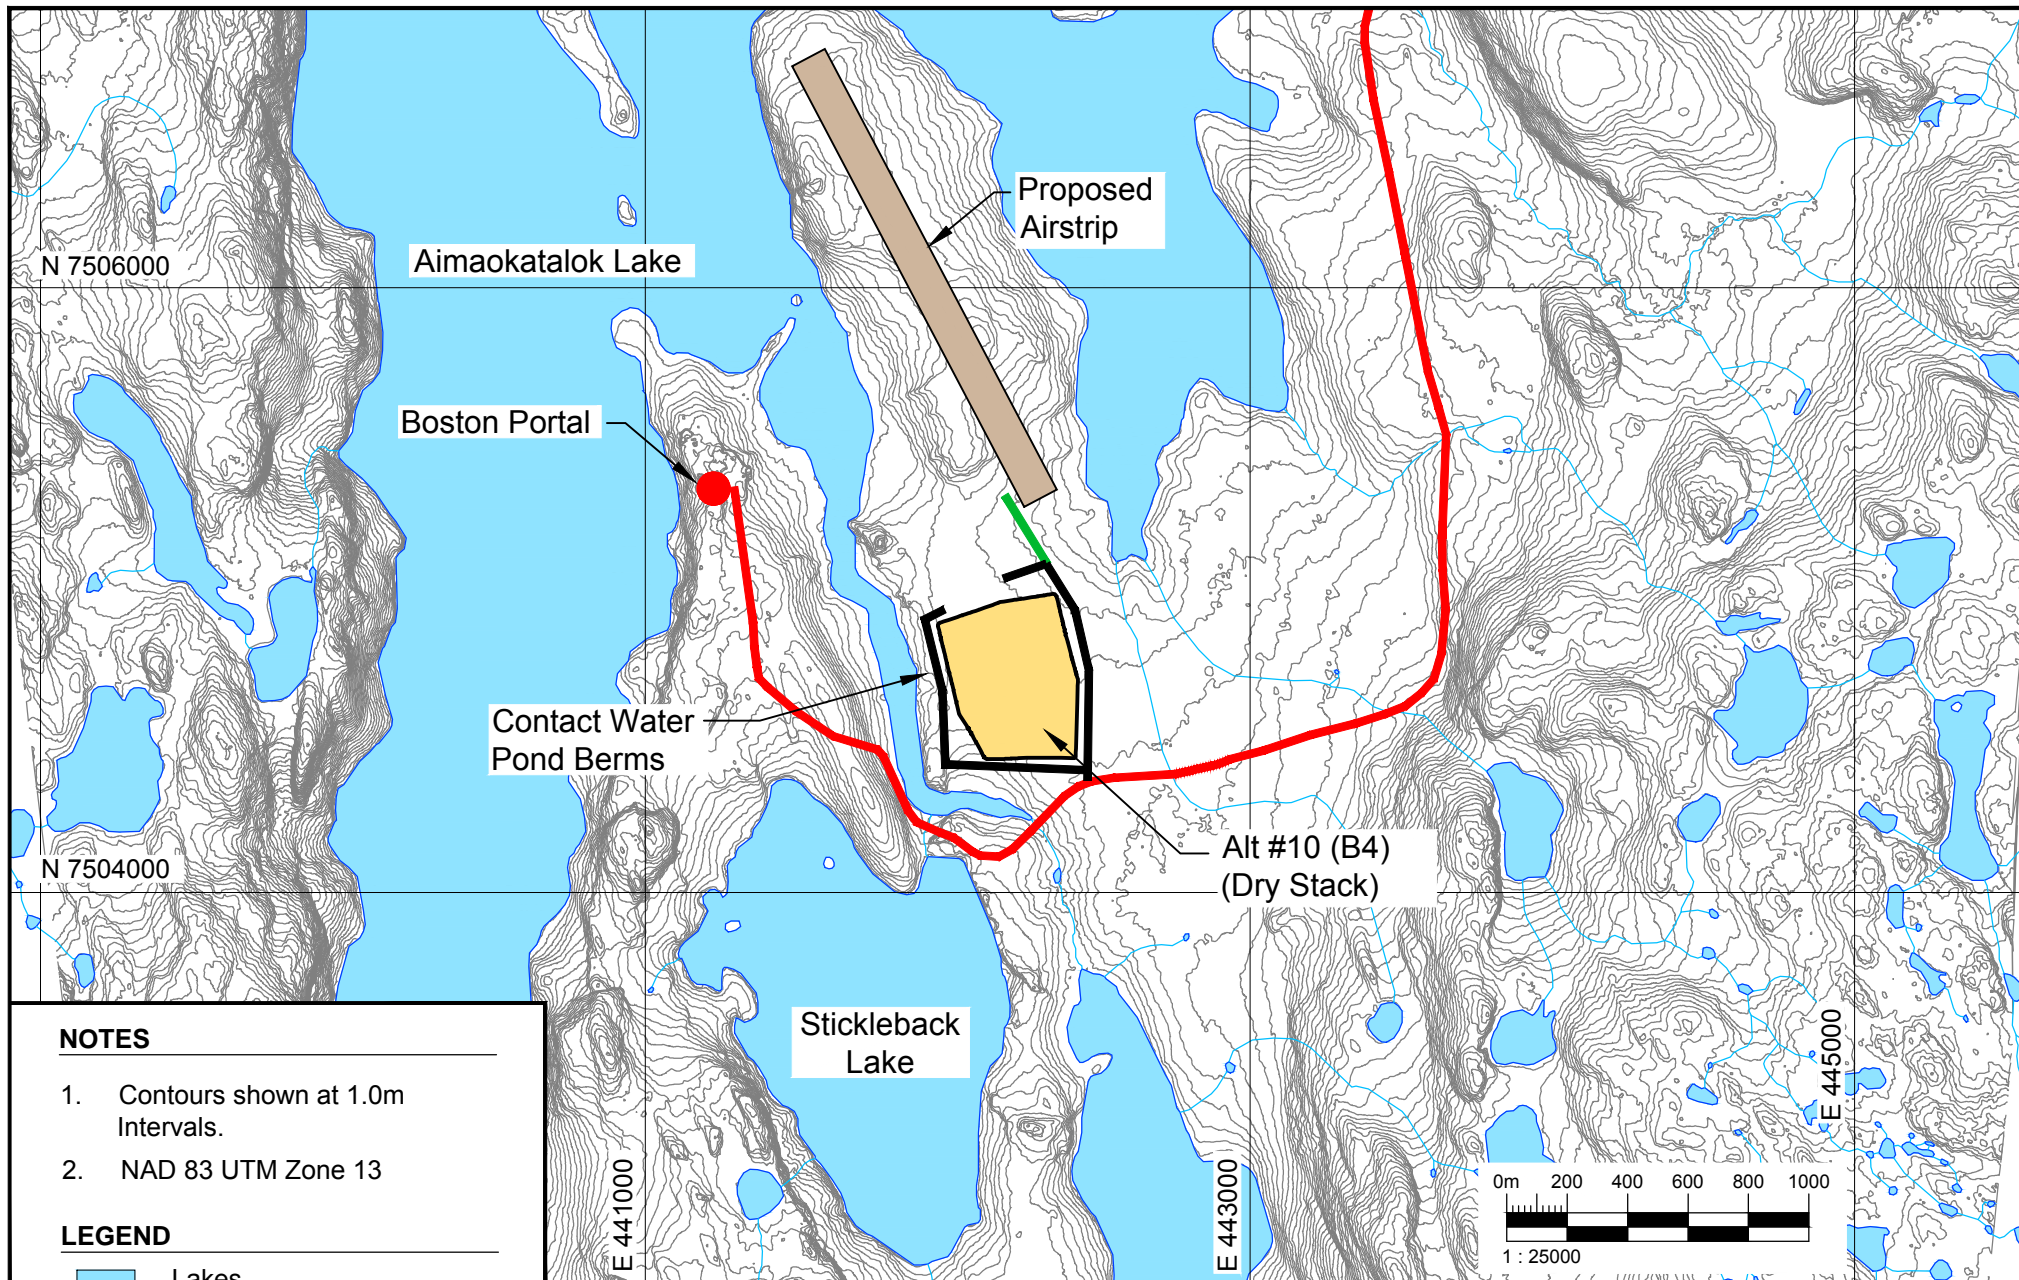 Proposed
Airstrip
N 7506000
Aimaokatalok Lake
Boston Portal
Contact Water
Pond Berms
Alt #10 (B4)
(Dry Stack)
N 7504000
Stickleback
Lake
NOTES
1. Contours shown at 1.0m
Intervals.
2. NAD 83 UTM Zone 13
LEGEND
Lakes
E 441000
E 443000
E 445000
0m 200 400 600 800 1000
1 : 25000